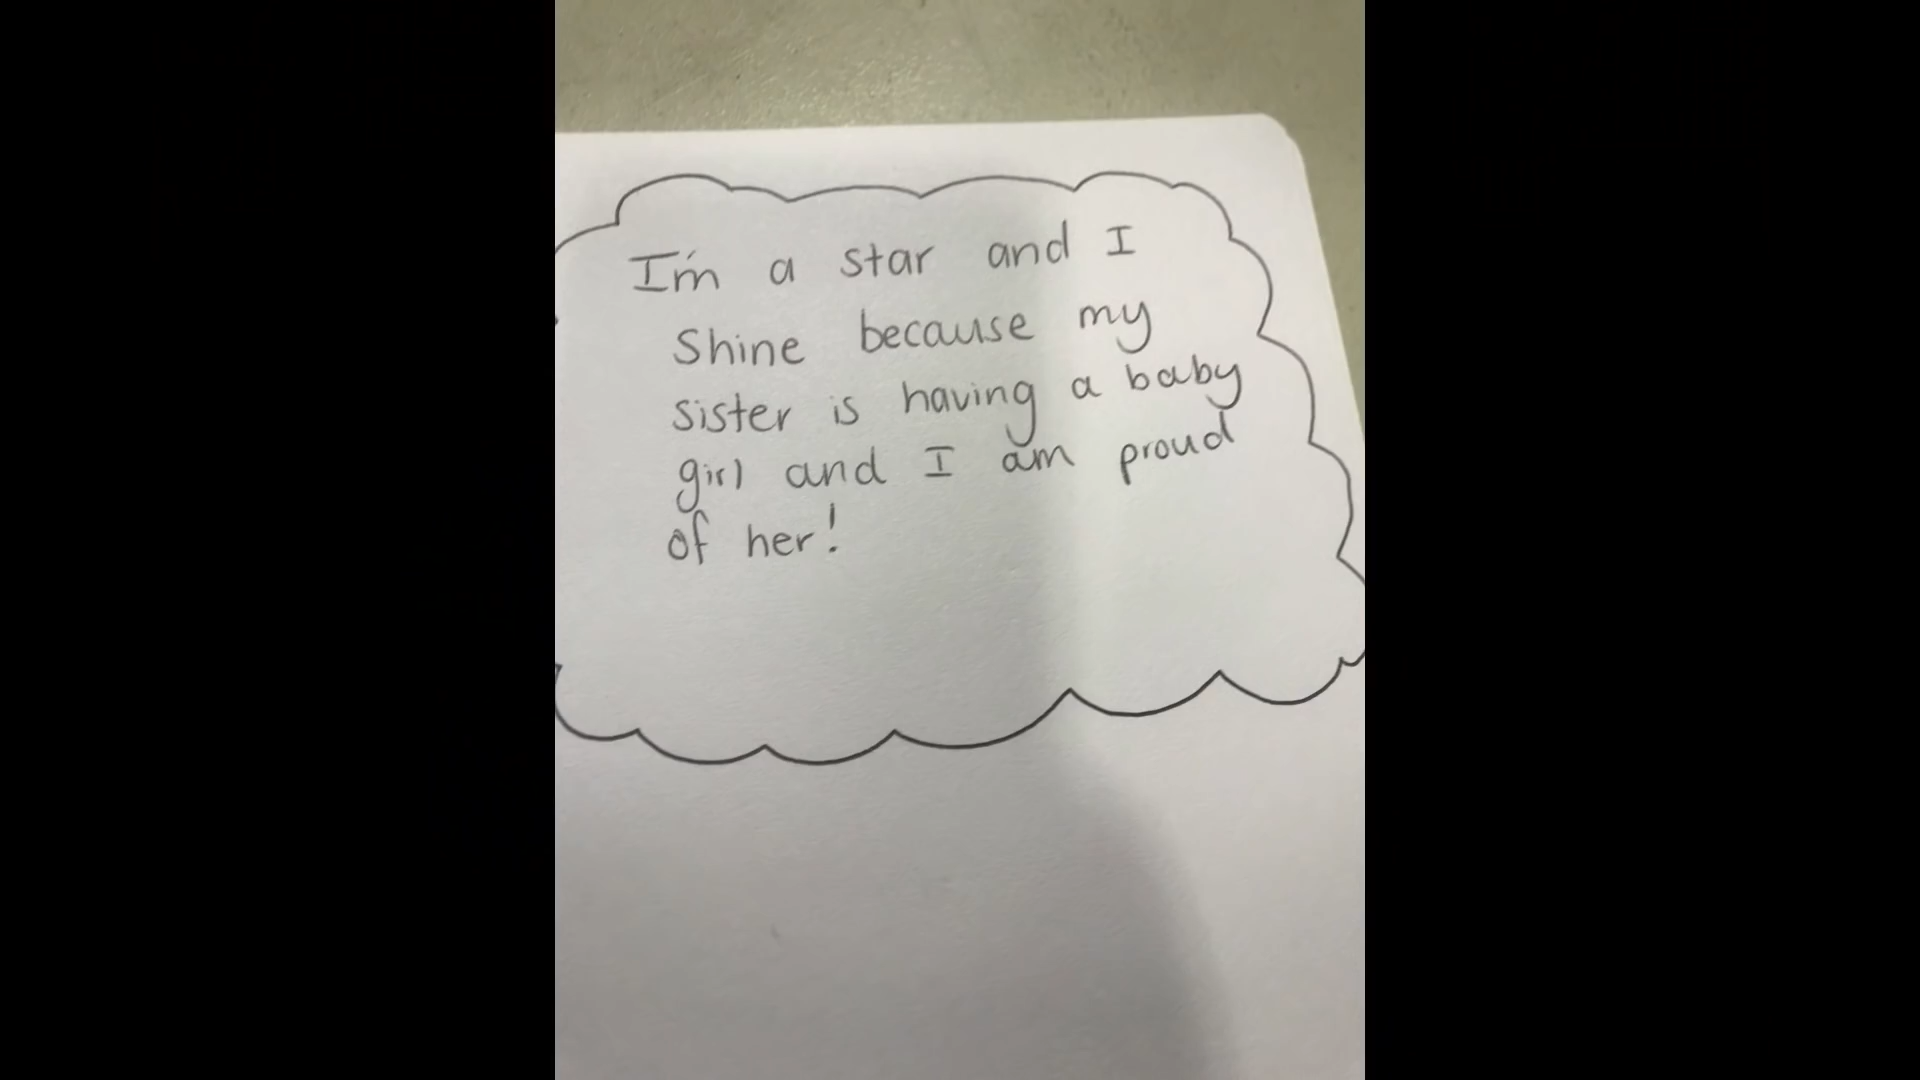 I'm a star and I
Shine because my
sister is having a baby
girl and I am proud
of her!